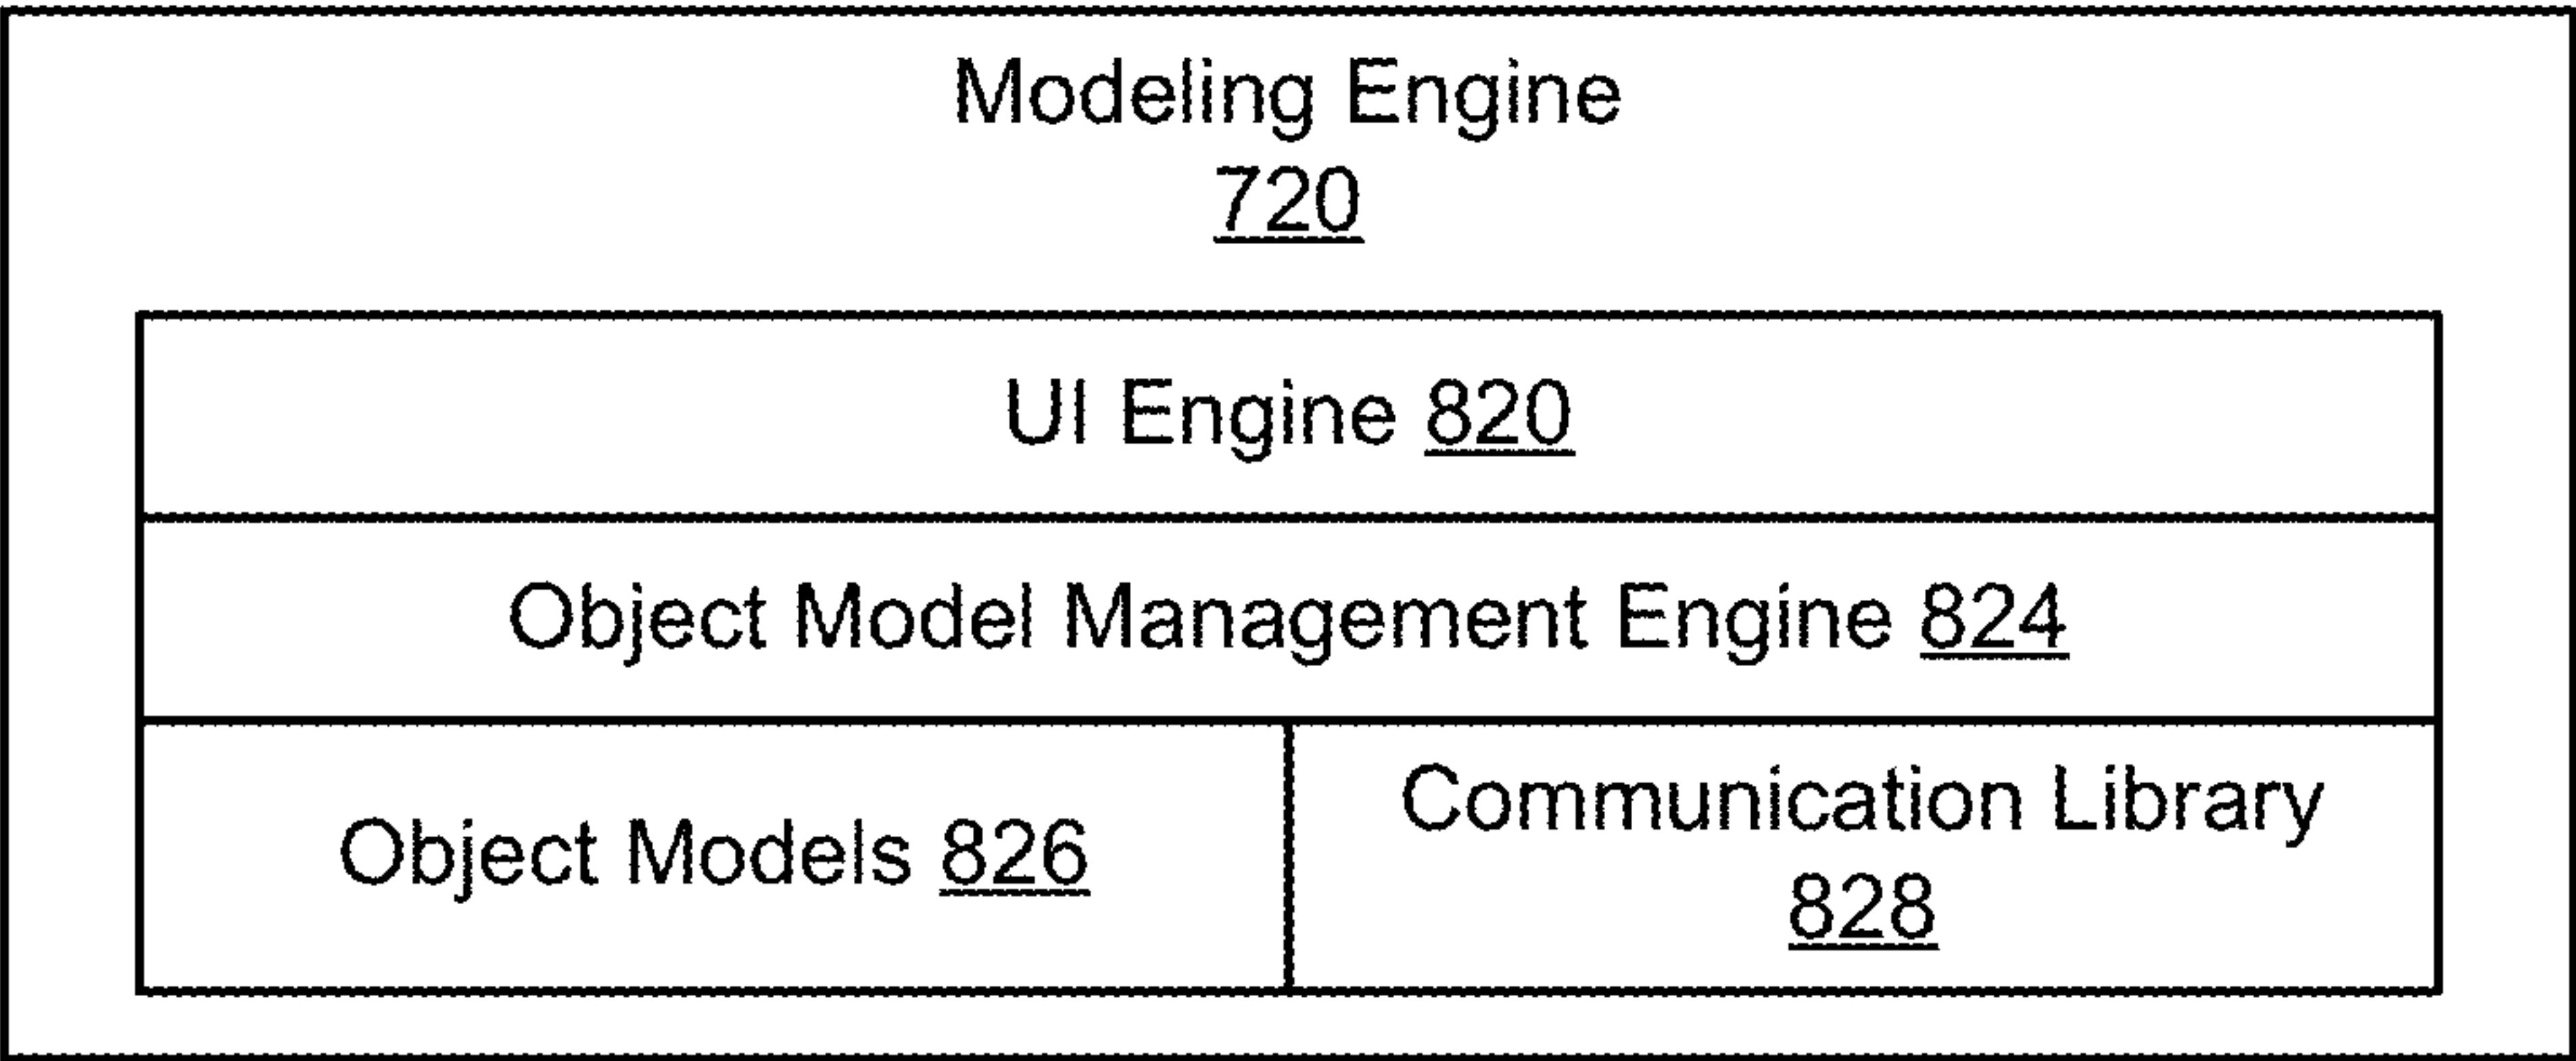 Modeling Engine
720
UI Engine 820
Object Model Management Engine 824
Object Models 826
Communication Library
828